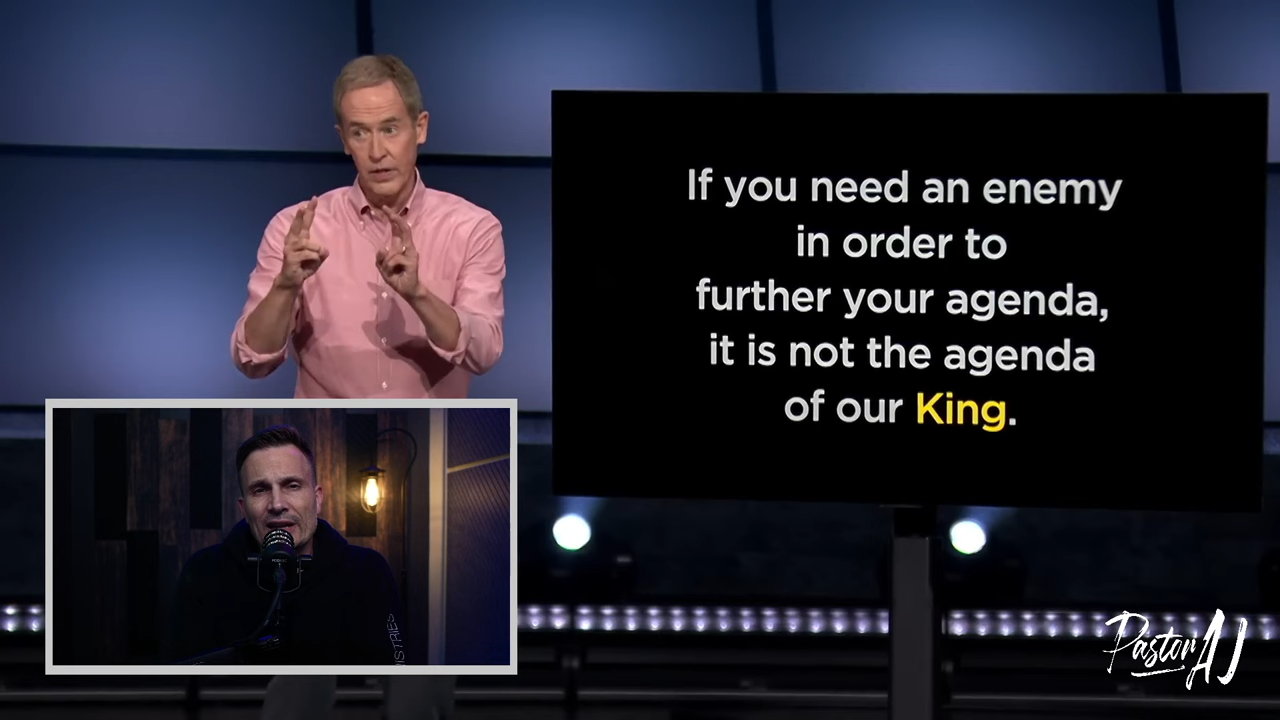 If you need an enemy
in order to
further your agenda,
it is not the agenda
of our King.
ISTRIES
Pastor AJ